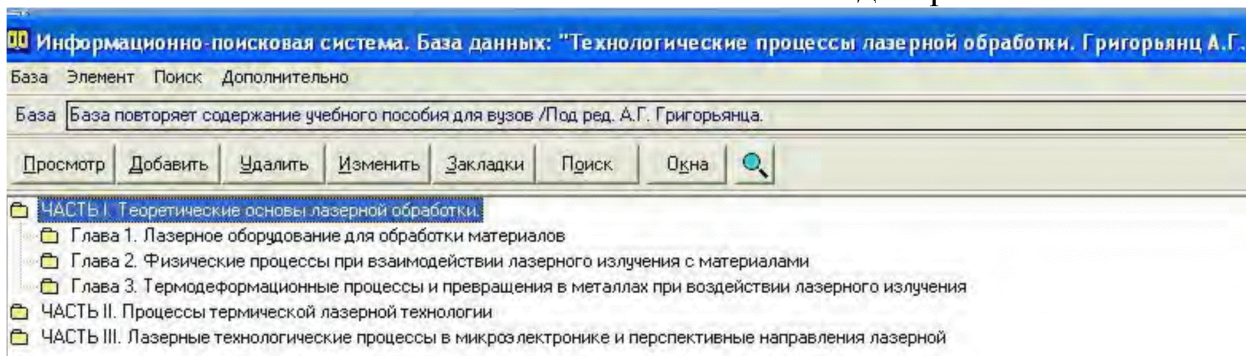 Информационно-поисковая система. База данных: "Технологические процессы лазерной обработки. Григорьянц А.Г.
База Элемент Поиск Дополнительно
База База повторяет содержание учебного пособия для вузов /Под ред. А.Г. Григорьянца.
Просмотр Добавить Удалить Изменить Закладки Поиск Окна
ЧАСТЬ I. Теоретические основы лазерной обработки.
Глава 1. Лазерное оборудование для обработки материалов
Глава 2. Физические процессы при взаимодействии лазерного излучения с материалами
Глава 3. Термодеформационные процессы и превращения в металлах при воздействии лазерного излучения
ЧАСТЬ II. Процессы термической лазерной технологии
ЧАСТЬ III. Лазерные технологические процессы в микроэлектронике и перспективные направления лазерной